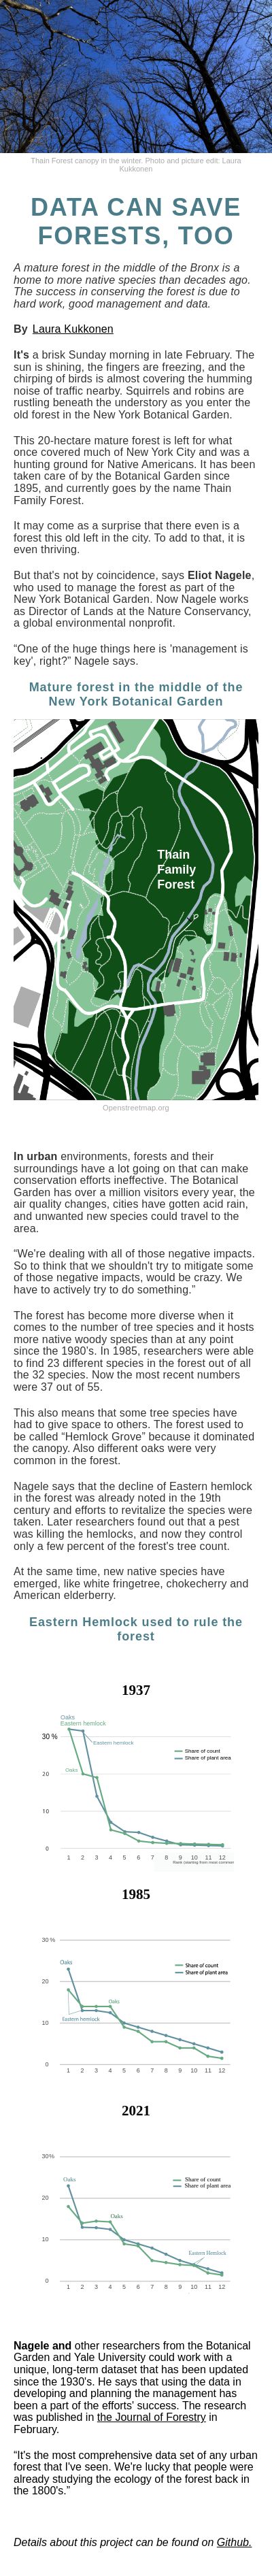 Thain Forest canopy in the winter. Photo and picture edit: Laura
Kukkonen
DATA CAN SAVE
FORESTS, TOO
A mature forest in the middle of the Bronx is a
home to more native species than decades ago.
The success in conserving the forest is due to
hard work, good management and data.
By Laura Kukkonen
It's a brisk Sunday morning in late February. The
sun is shining, the fingers are freezing, and the
chirping of birds is almost covering the humming
noise of traffic nearby. Squirrels and robins are
rustling beneath the understory as you enter the
old forest in the New York Botanical Garden.
This 20-hectare mature forest is left for what
once covered much of New York City and was a
hunting ground for Native Americans. It has been
taken care of by the Botanical Garden since
1895, and currently goes by the name Thain
Family Forest.
It may come as a surprise that there even is a
forest this old left in the city. To add to that, it is
even thriving.
But that's not by coincidence, says Eliot Nagele,
who used to manage the forest as part of the
New York Botanical Garden. Now Nagele works
as Director of Lands at the Nature Conservancy,
a global environmental nonprofit.
“One of the huge things here is 'management is
key', right?” Nagele says.
Mature forest in the middle of the
New York Botanical Garden
Thain
Family
Forest
Openstreetmap.org
In urban environments, forests and their
surroundings have a lot going on that can make
conservation efforts ineffective. The Botanical
Garden has over a million visitors every year, the
air quality changes, cities have gotten acid rain,
and unwanted new species could travel to the
area.
“We're dealing with all of those negative impacts.
So to think that we shouldn't try to mitigate some
of those negative impacts, would be crazy. We
have to actively try to do something.”
The forest has become more diverse when it
comes to the number of tree species and it hosts
more native woody species than at any point
since the 1980's. In 1985, researchers were able
to find 23 different species in the forest out of all
the 32 species. Now the most recent numbers
were 37 out of 55.
This also means that some tree species have
had to give space to others. The forest used to
be called “Hemlock Grove” because it dominated
the canopy. Also different oaks were very
common in the forest.
Nagele says that the decline of Eastern hemlock
in the forest was already noted in the 19th
century and efforts to revitalize the species were
taken. Later researchers found out that a pest
was killing the hemlocks, and now they control
only a few percent of the forest's tree count.
At the same time, new native species have
emerged, like white fringetree, chokecherry and
American elderberry.
Eastern Hemlock used to rule the
forest
1937
Oaks
Eastern hemlock
30 %
Eastern hemlock
Share of count
Share of plant area
Oaks
20
10
0
1 2 3 4 5 6 7 8 9 10 11 12
Rank (starting from most common
1985
30 %
Oaks
Share of count
Share of plant area
20
Oaks
Eastern hemlock
10
0
1 2 3 4 5 6 7 8 9 10 11 12
2021
30%
Oaks
Share of count
Share of plant area
20
Oaks
10
Eastern Hemlock
0
1 2 3 4 5 6 7 8 9 10 11 12
Nagele and other researchers from the Botanical
Garden and Yale University could work with a
unique, long-term dataset that has been updated
since the 1930's. He says that using the data in
developing and planning the management has
been a part of the efforts' success. The research
was published in the Journal of Forestry in
February.
“It's the most comprehensive data set of any urban
forest that I've seen. We're lucky that people were
already studying the ecology of the forest back in
the 1800's.”
Details about this project can be found on Github.